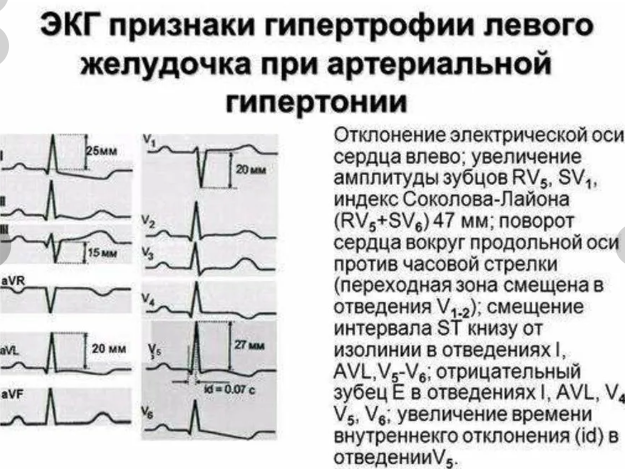 ЭКГ признаки гипертрофии левого
желудочка при артериальной
гипертонии
I
25мм
II
III
15 мм
aVR
aVL
20 мм
aVF
V1
20 мм
V2
V3
V4
V5
27 мм
id = 0.07 с
V6
Отклонение электрической оси
сердца влево; увеличение
амплитуды зубцов RV5, SV1,
индекс Соколова-Лайона
(RV5+SV6) 47 мм; поворот
сердца вокруг продольной оси
против часовой стрелки
(переходная зона смещена в
отведения V1-2); смещение
интервала ST книзу от
изолинии в отведениях I,
AVL,V5-V6; отрицательный
зубец Е в отведениях I, AVL, V4
V5, V6; увеличение времени
внутреннекго отклонения (id) в
отведенииV5.